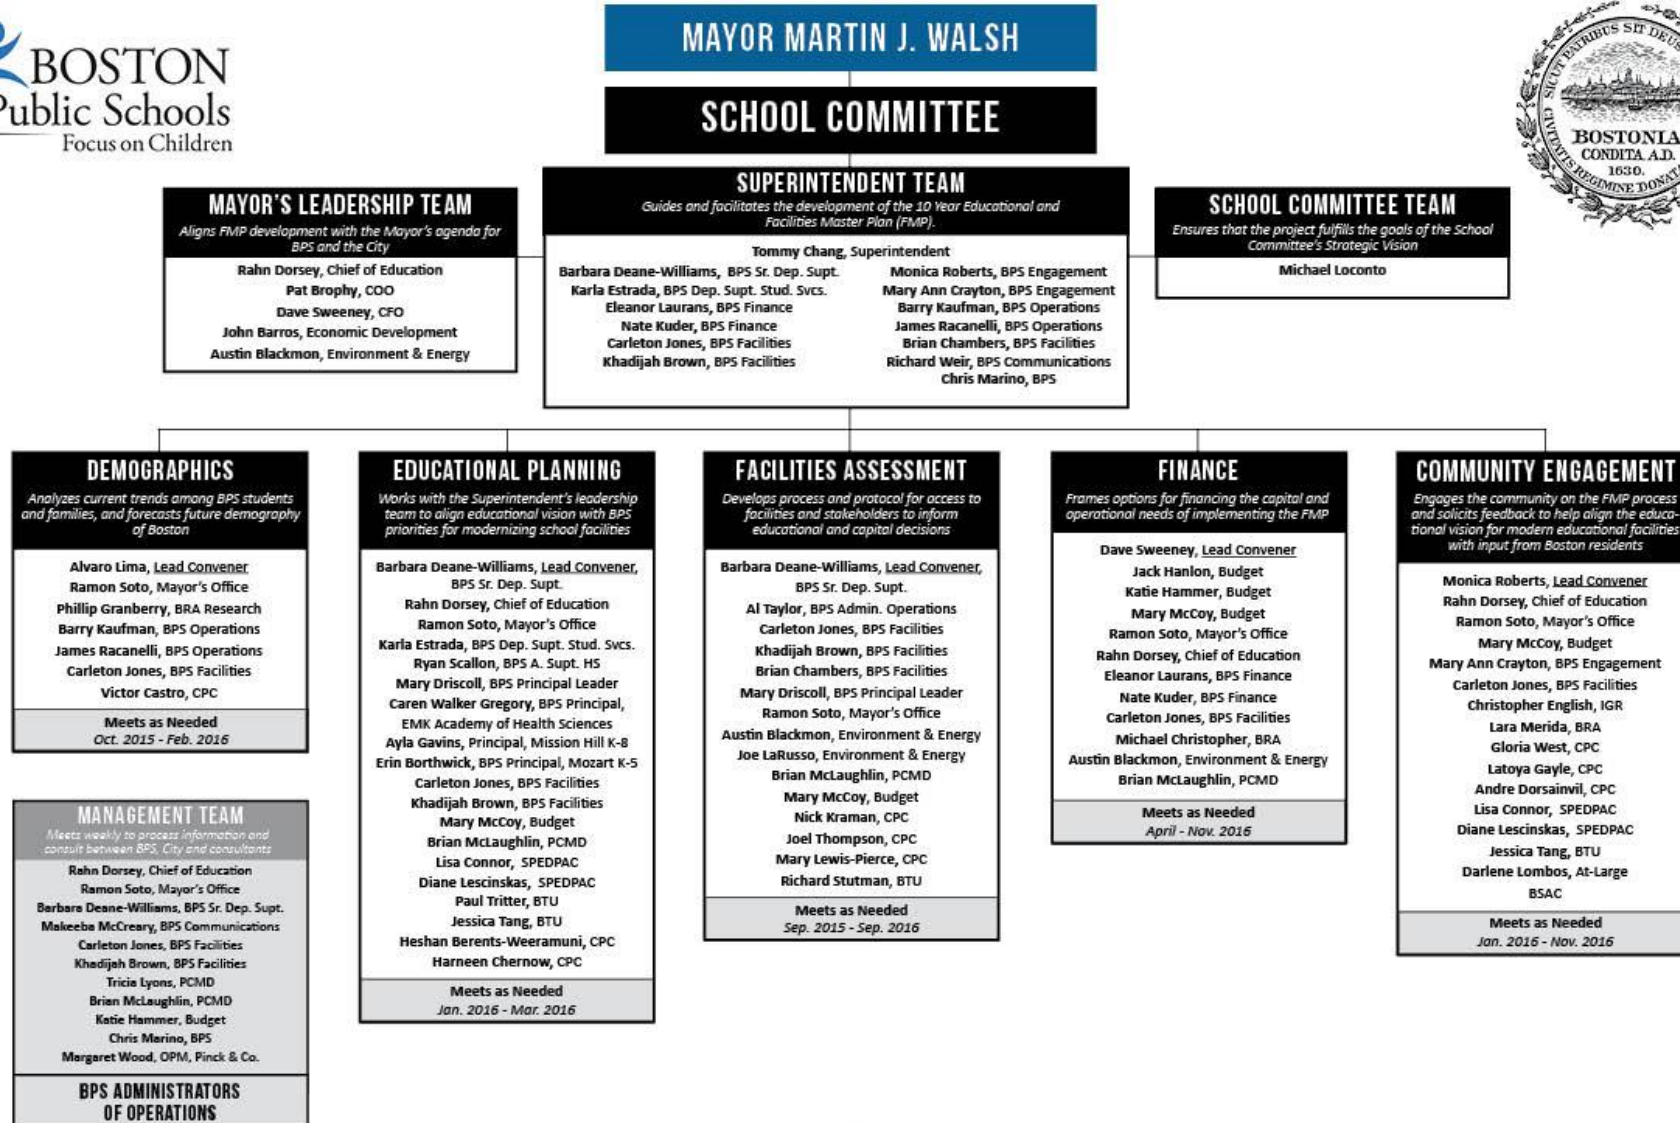 BOSTON
Public Schools
Focus on Children
MAYOR MARTIN J. WALSH
SCHOOL COMMITTEE
SICUT PATRIBUS SIT DEUS
CIVITATIS REGIMINE DONATA
BOSTONIA
CONDITA A.D.
1630.
MAYOR'S LEADERSHIP TEAM
Aligns FMP development with the Mayor's agenda for
BPS and the City
Rahn Dorsey, Chief of Education
Pat Brophy, COO
Dave Sweeney, CFO
John Barros, Economic Development
Austin Blackmon, Environment & Energy
SUPERINTENDENT TEAM
Guides and facilitates the development of the 10 Year Educational and
Facilities Master Plan (FMP).
Tommy Chang, Superintendent
Barbara Deane-Williams, BPS Sr. Dep. Supt.
Karla Estrada, BPS Dep. Supt. Stud. Svcs.
Eleanor Laurans, BPS Finance
Nate Kuder, BPS Finance
Carleton Jones, BPS Facilities
Khadijah Brown, BPS Facilities
Monica Roberts, BPS Engagement
Mary Ann Crayton, BPS Engagement
Barry Kaufman, BPS Operations
James Racanelli, BPS Operations
Brian Chambers, BPS Facilities
Richard Weir, BPS Communications
Chris Marino, BPS
SCHOOL COMMITTEE TEAM
Ensures that the project fulfills the goals of the School
Committee's Strategic Vision
Michael Loconto
DEMOGRAPHICS
Analyzes current trends among BPS students
and families, and forecasts future demography
of Boston
Alvaro Lima, Lead Convener
Ramon Soto, Mayor's Office
Phillip Granberry, BRA Research
Barry Kaufman, BPS Operations
James Racanelli, BPS Operations
Carleton Jones, BPS Facilities
Victor Castro, CPC
Meets as Needed
Oct. 2015 - Feb. 2016
MANAGEMENT TEAM
Meets weekly to process information and
consult between BPS, City and consultants
Rahn Dorsey, Chief of Education
Ramon Soto, Mayor's Office
Barbara Deane-Williams, BPS Sr. Dep. Supt.
Makeeba McCreary, BPS Communications
Carleton Jones, BPS Facilities
Khadijah Brown, BPS Facilities
Tricia Lyons, PCMD
Brian McLaughlin, PCMD
Katie Hammer, Budget
Chris Marino, BPS
Margaret Wood, OPM, Pinck & Co.
BPS ADMINISTRATORS
OF OPERATIONS
EDUCATIONAL PLANNING
Works with the Superintendent's leadership
team to align educational vision with BPS
priorities for modernizing school facilities
Barbara Deane-Williams, Lead Convener,
BPS Sr. Dep. Supt.
Rahn Dorsey, Chief of Education
Ramon Soto, Mayor's Office
Karla Estrada, BPS Dep. Supt. Stud. Svcs.
Ryan Scallon, BPS A. Supt. HS
Mary Driscoll, BPS Principal Leader
Caren Walker Gregory, BPS Principal,
EMK Academy of Health Sciences
Ayla Gavins, Principal, Mission Hill K-8
Erin Borthwick, BPS Principal, Mozart K-5
Carleton Jones, BPS Facilities
Khadijah Brown, BPS Facilities
Mary McCoy, Budget
Brian McLaughlin, PCMD
Lisa Connor, SPEDPAC
Diane Lescinskas, SPEDPAC
Paul Tritter, BTU
Jessica Tang, BTU
Heshan Berents-Weeramuni, CPC
Harneen Chernow, CPC
Meets as Needed
Jan. 2016 - Mar. 2016
FACILITIES ASSESSMENT
Develops process and protocol for access to
facilities and stakeholders to inform
educational and capital decisions
Barbara Deane-Williams, Lead Convener,
BPS Sr. Dep. Supt.
Al Taylor, BPS Admin. Operations
Carleton Jones, BPS Facilities
Khadijah Brown, BPS Facilities
Brian Chambers, BPS Facilities
Mary Driscoll, BPS Principal Leader
Ramon Soto, Mayor's Office
Austin Blackmon, Environment & Energy
Joe LaRusso, Environment & Energy
Brian McLaughlin, PCMD
Mary McCoy, Budget
Nick Kraman, CPC
Joel Thompson, CPC
Mary Lewis-Pierce, CPC
Richard Stutman, BTU
Meets as Needed
Sep. 2015 - Sep. 2016
FINANCE
Frames options for financing the capital and
operational needs of implementing the FMP
Dave Sweeney, Lead Convener
Jack Hanlon, Budget
Katie Hammer, Budget
Mary McCoy, Budget
Ramon Soto, Mayor's Office
Rahn Dorsey, Chief of Education
Eleanor Laurans, BPS Finance
Nate Kuder, BPS Finance
Carleton Jones, BPS Facilities
Michael Christopher, BRA
Austin Blackmon, Environment & Energy
Brian McLaughlin, PCMD
Meets as Needed
April - Nov. 2016
COMMUNITY ENGAGEMENT
Engages the community on the FMP process
and solicits feedback to help align the educa-
tional vision for modern educational facilities
with input from Boston residents
Monica Roberts, Lead Convener
Rahn Dorsey, Chief of Education
Ramon Soto, Mayor's Office
Mary McCoy, Budget
Mary Ann Crayton, BPS Engagement
Carleton Jones, BPS Facilities
Christopher English, IGR
Lara Merida, BRA
Gloria West, CPC
Latoya Gayle, CPC
Andre Dorsainvil, CPC
Lisa Connor, SPEDPAC
Diane Lescinskas, SPEDPAC
Jessica Tang, BTU
Darlene Lombos, At-Large
BSAC
Meets as Needed
Jan. 2016 - Nov. 2016